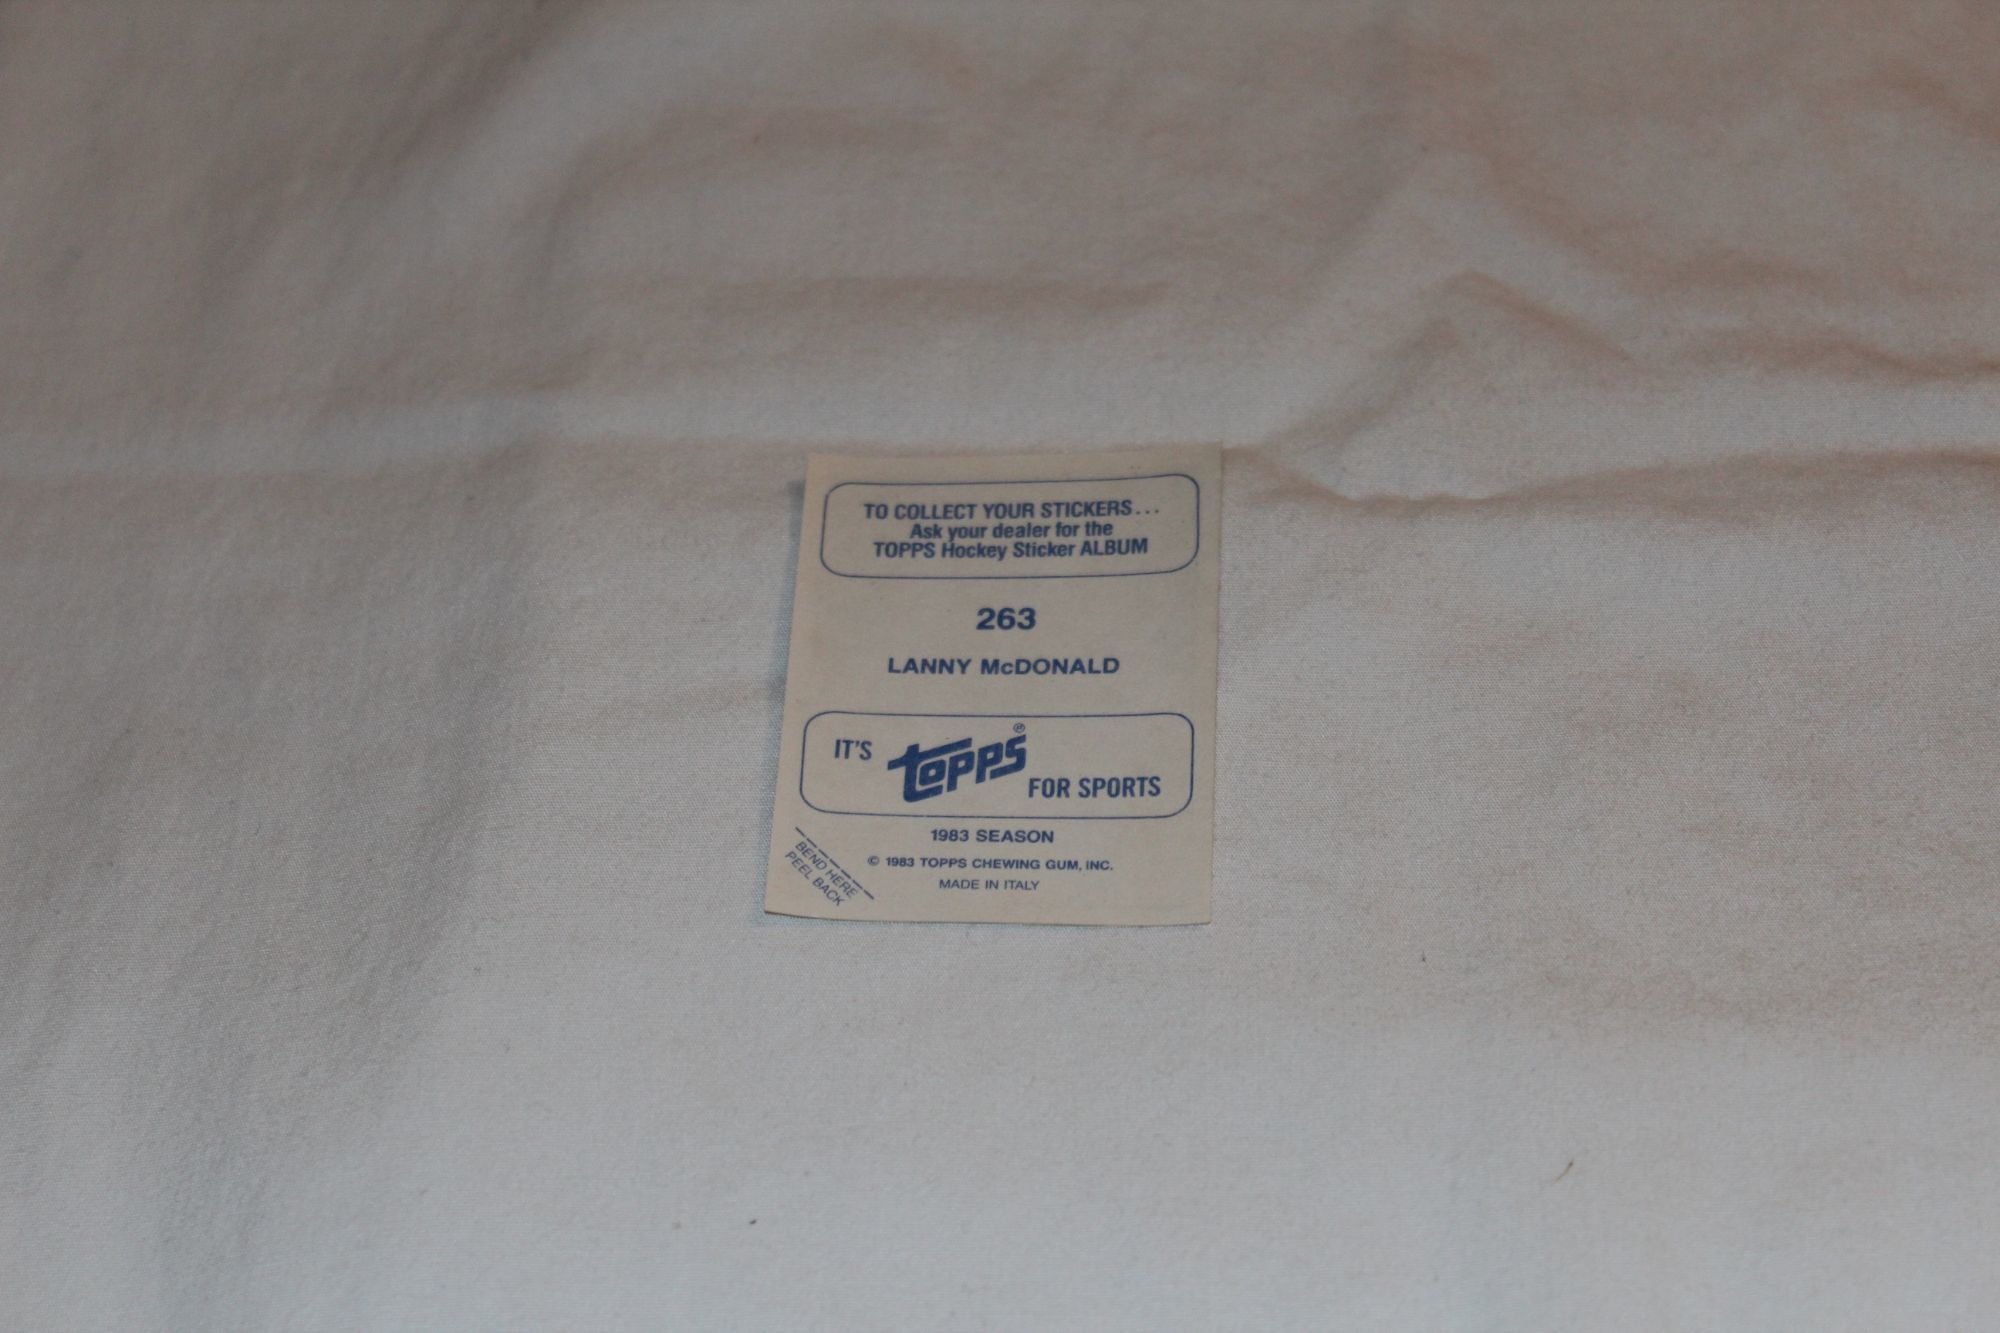 TO COLLECT YOUR STICKERS...
Ask your dealer for the
TOPPS Hockey Sticker ALBUM
263
LANNY McDONALD
IT'S topps® FOR SPORTS
1983 SEASON
© 1983 TOPPS CHEWING GUM, INC.
MADE IN ITALY
BEND HERE
PEEL BACK